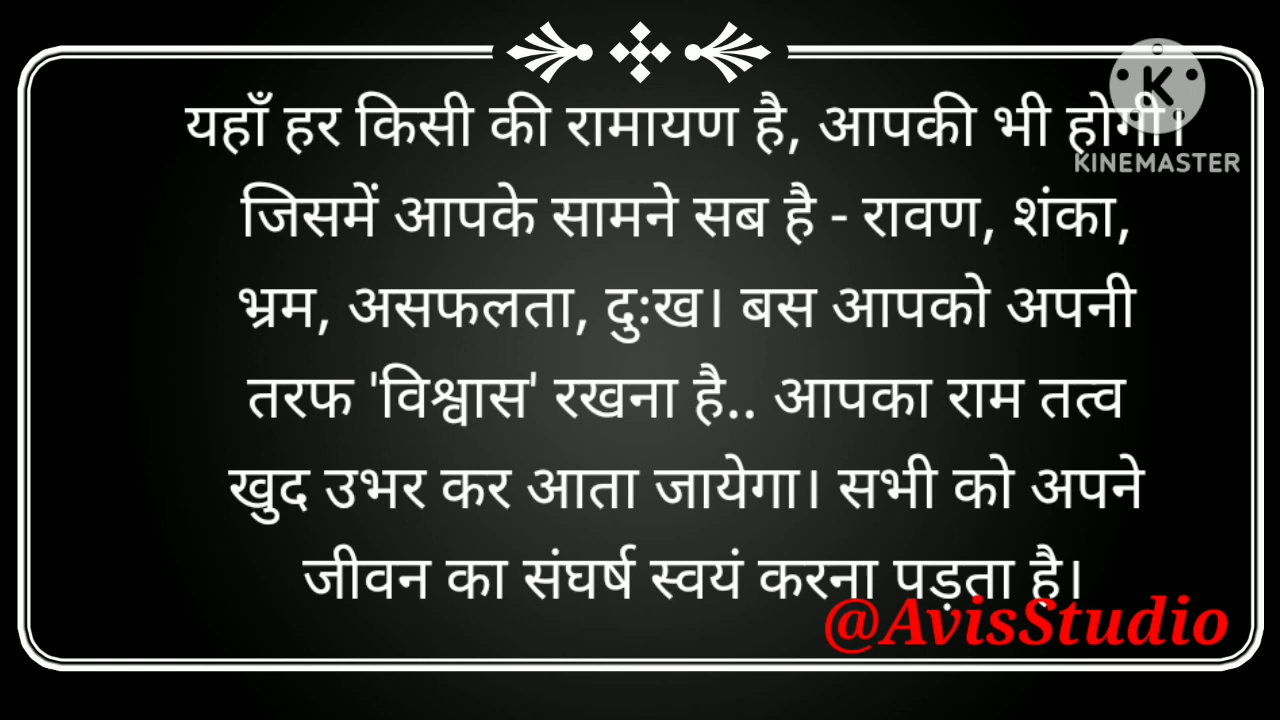 यहाँ हर किसी की रामायण है, आपकी भी होगी।
KINEMASTER
जिसमें आपके सामने सब है - रावण, शंका,
भ्रम, असफलता, दुःख। बस आपको अपनी
तरफ 'विश्वास' रखना है.. आपका राम तत्व
खुद उभर कर आता जायेगा। सभी को अपने
जीवन का संघर्ष स्वयं करना पड़ता है।
@AvisStudio